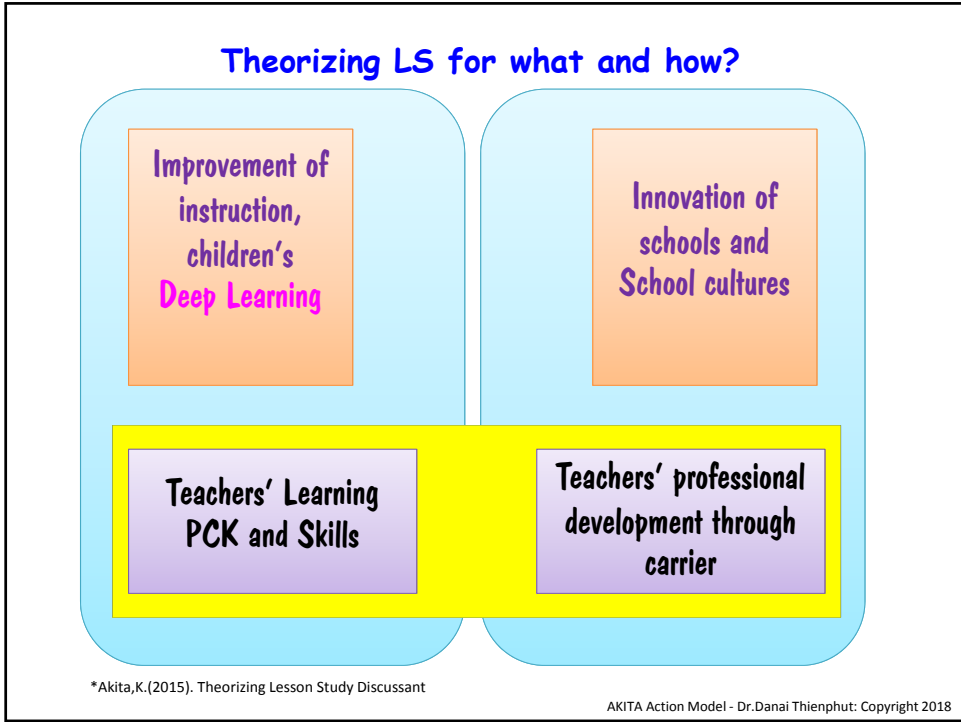 Theorizing LS for what and how?
Improvement of
instruction,
children's
Deep Learning
Innovation of
schools and
School cultures
Teachers' Learning
PCK and Skills
Teachers' professional
development through
carrier
*Akita,K.(2015). Theorizing Lesson Study Discussant
AKITA Action Model - Dr.Danai Thienphut: Copyright 2018